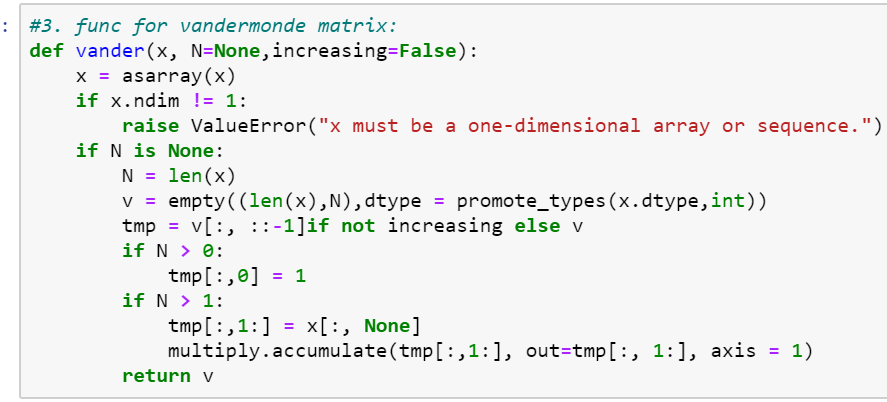 : #3. func for vandermonde matrix:
def vander(x, N=None,increasing=False):
    x = asarray(x)
    if x.ndim != 1:
        raise ValueError("x must be a one-dimensional array or sequence.")
    if N is None:
        N = len(x)
        v = empty((len(x),N),dtype = promote_types(x.dtype,int))
        tmp = v[:, ::-1]if not increasing else v
        if N > 0:
            tmp[:,0] = 1
        if N > 1:
            tmp[:,1:] = x[:, None]
            multiply.accumulate(tmp[:,1:], out=tmp[:, 1:], axis = 1)
        return v